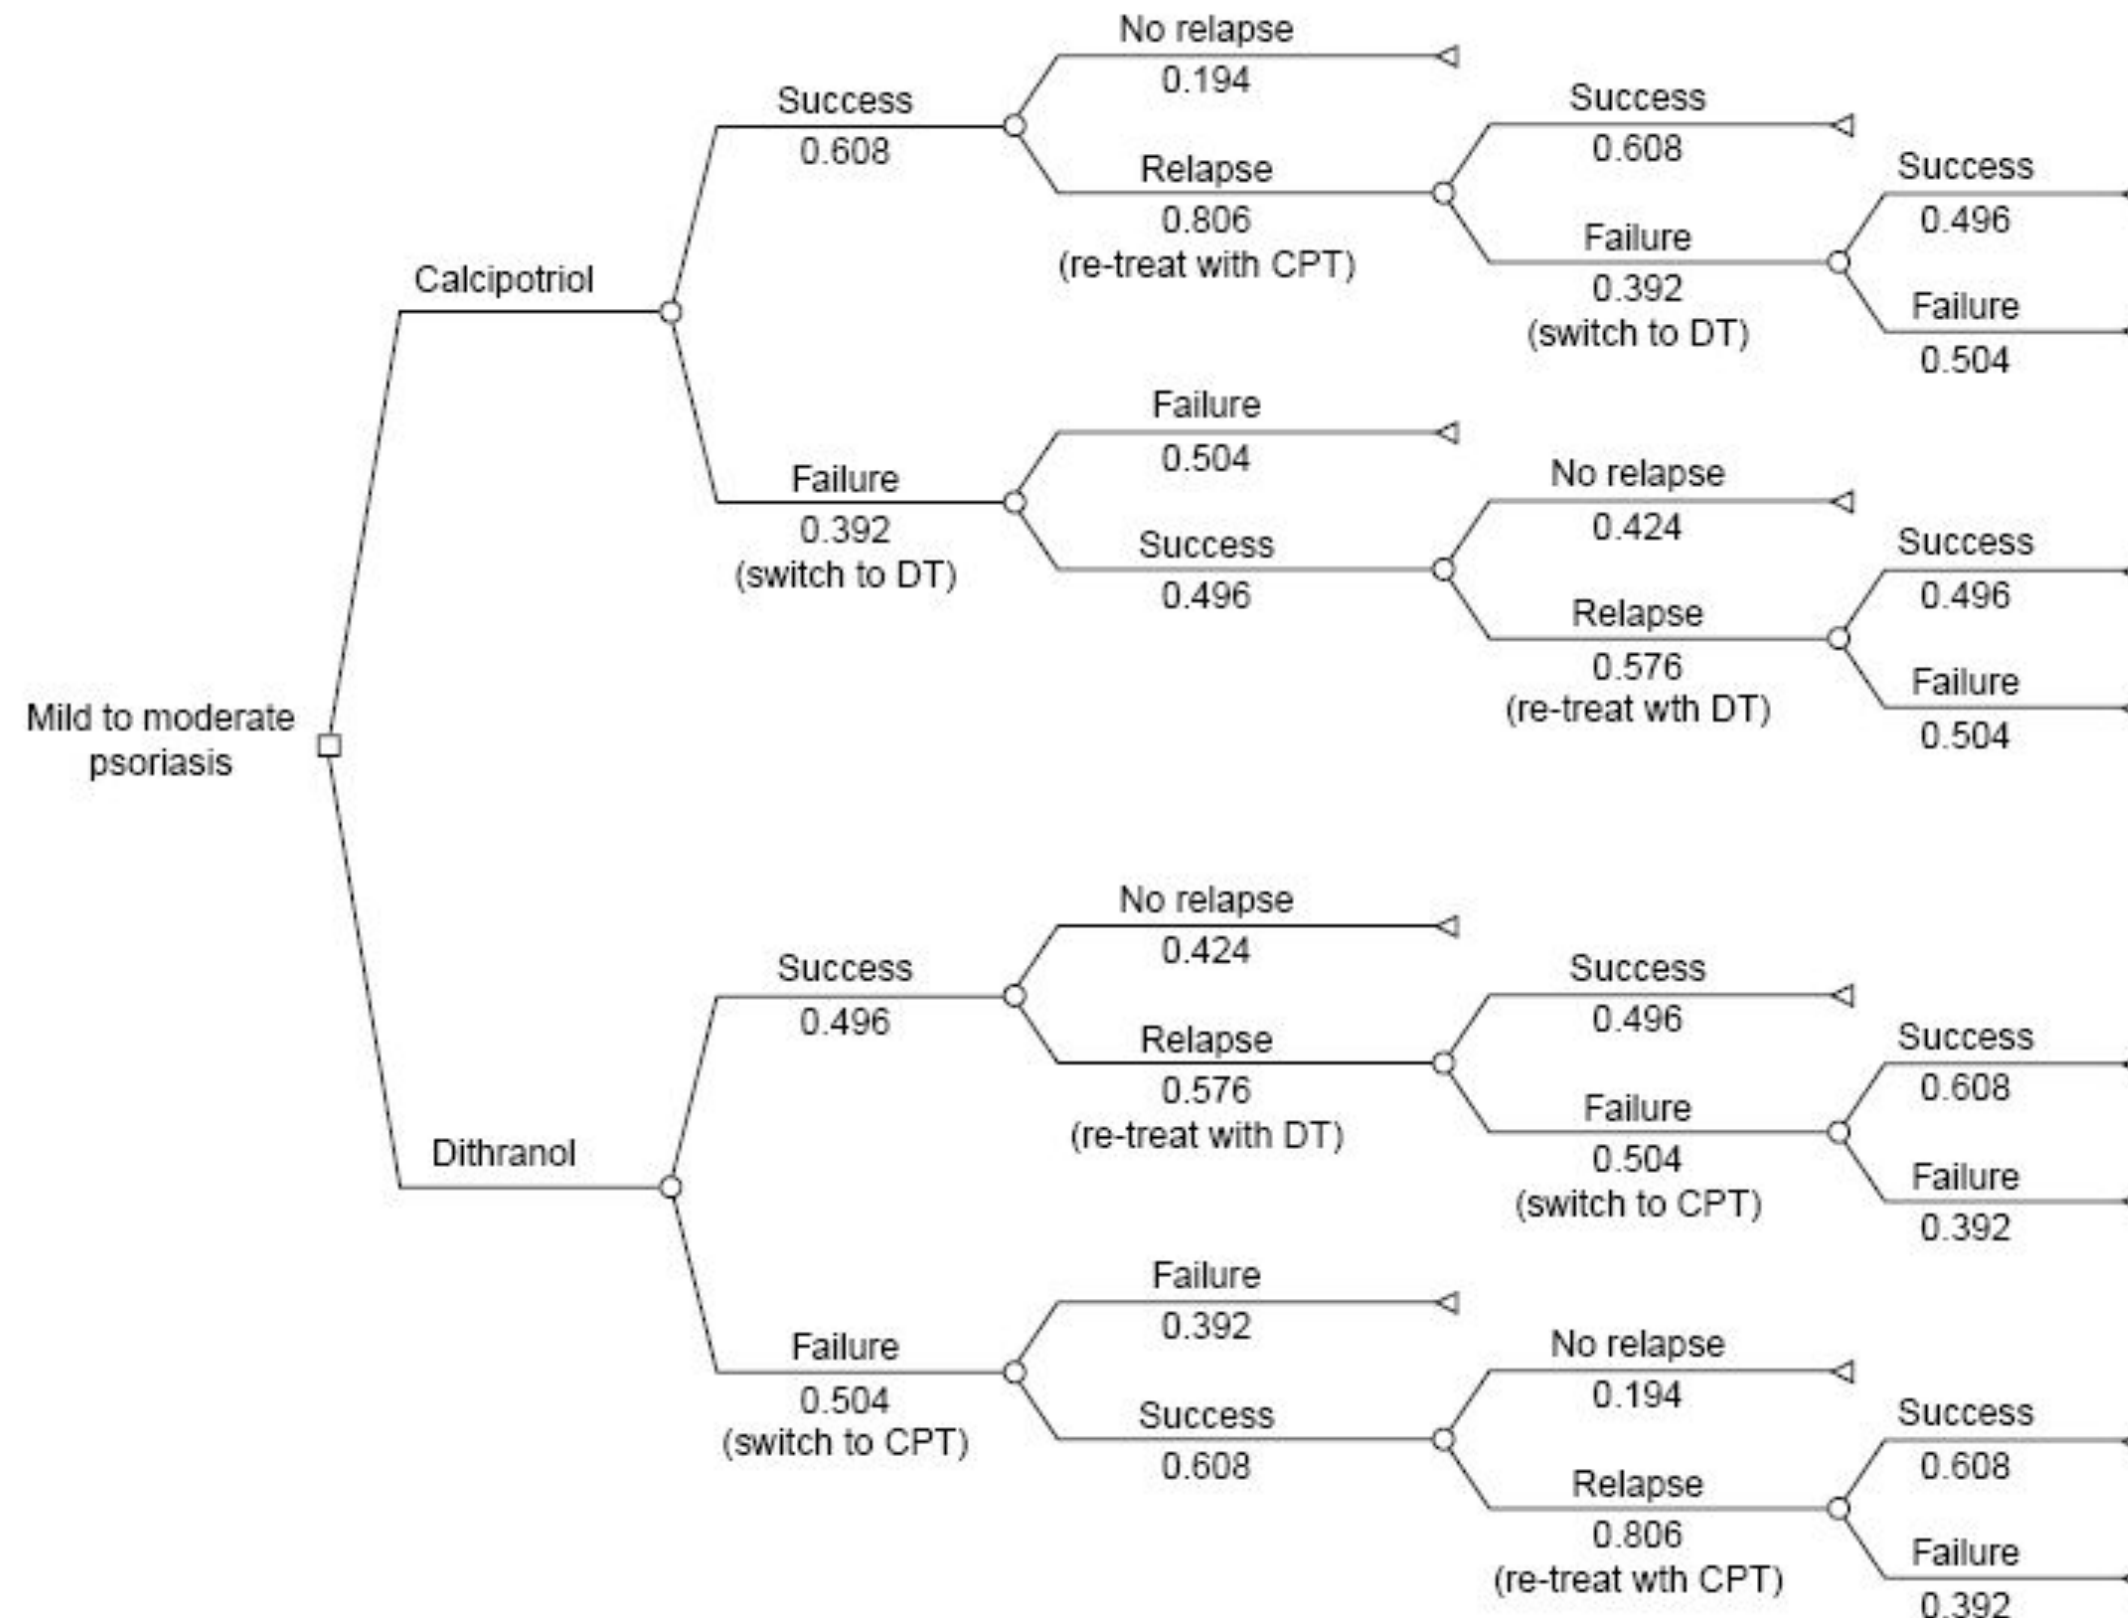 Mild to moderate
psoriasis
Calcipotriol
Success
0.608
No relapse
0.194
Relapse
0.806
(re-treat with CPT)
Success
0.608
Failure
0.392
(switch to DT)
Success
0.496
Failure
0.504
Failure
0.392
(switch to DT)
Failure
0.504
Success
0.496
No relapse
0.424
Relapse
0.576
(re-treat wth DT)
Success
0.496
Failure
0.504
Dithranol
Success
0.496
No relapse
0.424
Relapse
0.576
(re-treat with DT)
Success
0.496
Failure
0.504
(switch to CPT)
Success
0.608
Failure
0.392
Failure
0.504
(switch to CPT)
Failure
0.392
Success
0.608
No relapse
0.194
Relapse
0.806
(re-treat wth CPT)
Success
0.608
Failure
0.392